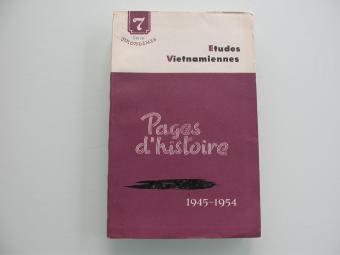 7
Etudes
Vietnamiennes
Pages
d'histoire
1945-1954